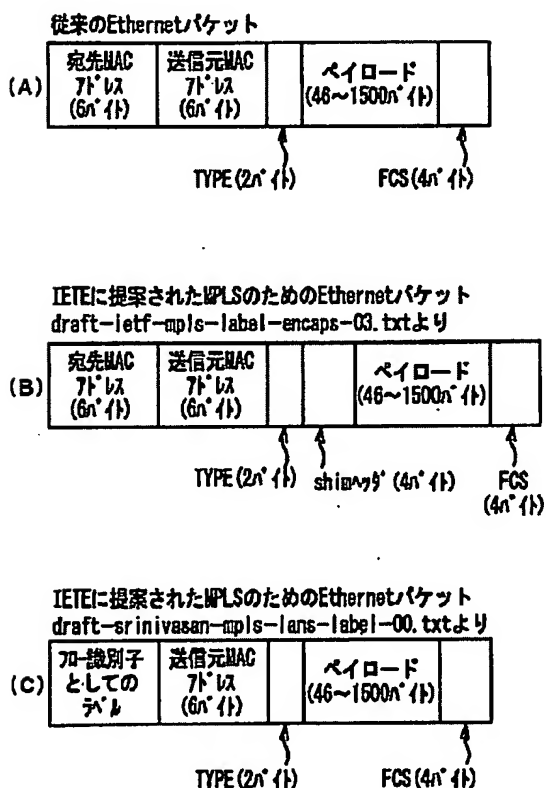 従来のEthernetパケット
(A)
宛先MAC
アドレス
(6バイト)
送信元MAC
アドレス
(6バイト)
ペイロード
(46〜1500バイト)
TYPE(2バイト)
FCS(4バイト)
IETEに提案されたMPLSのためのEthernetパケット
draft-ietf-mpls-label-encaps-03.txtより
(B)
宛先MAC
アドレス
(6バイト)
送信元MAC
アドレス
(6バイト)
ペイロード
(46〜1500バイト)
TYPE(2バイト)
shimヘッダ(4バイト)
FCS
(4バイト)
IETEに提案されたMPLSのためのEthernetパケット
draft-srinivasan-mpls-lans-label-00.txtより
(C)
フロー識別子
としての
ラベル
送信元MAC
アドレス
(6バイト)
ペイロード
(46〜1500バイト)
TYPE(2バイト)
FCS(4バイト)